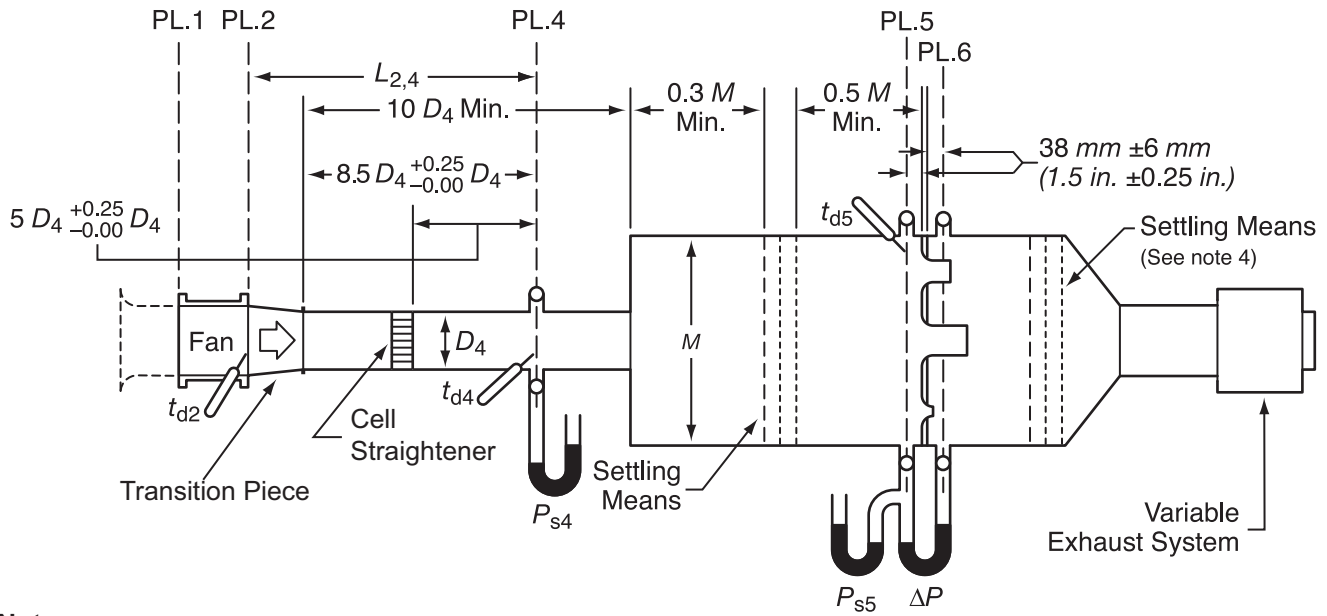 PL.1 PL.2 PL.4 PL.5
PL.6
L2,4
10 D4 Min.
0.3 M
Min.
0.5 M
Min.
38 mm ±6 mm
(1.5 in. ±0.25 in.)
8.5 D4 +0.25 −0.00 D4
5 D4 +0.25 −0.00 D4
td5
Settling Means
(See note 4)
Fan
D4
M
td2
td4
Cell
Straightener
Transition Piece
Settling
Means
Ps4
Variable
Exhaust System
Ps5 ΔP